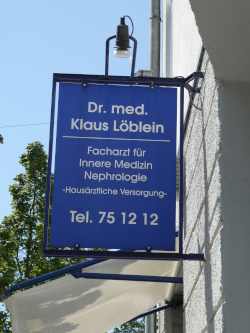 Dr. med.
Klaus Löblein
Facharzt für
Innere Medizin
Nephrologie
-Hausärztliche Versorgung-
Tel. 75 12 12